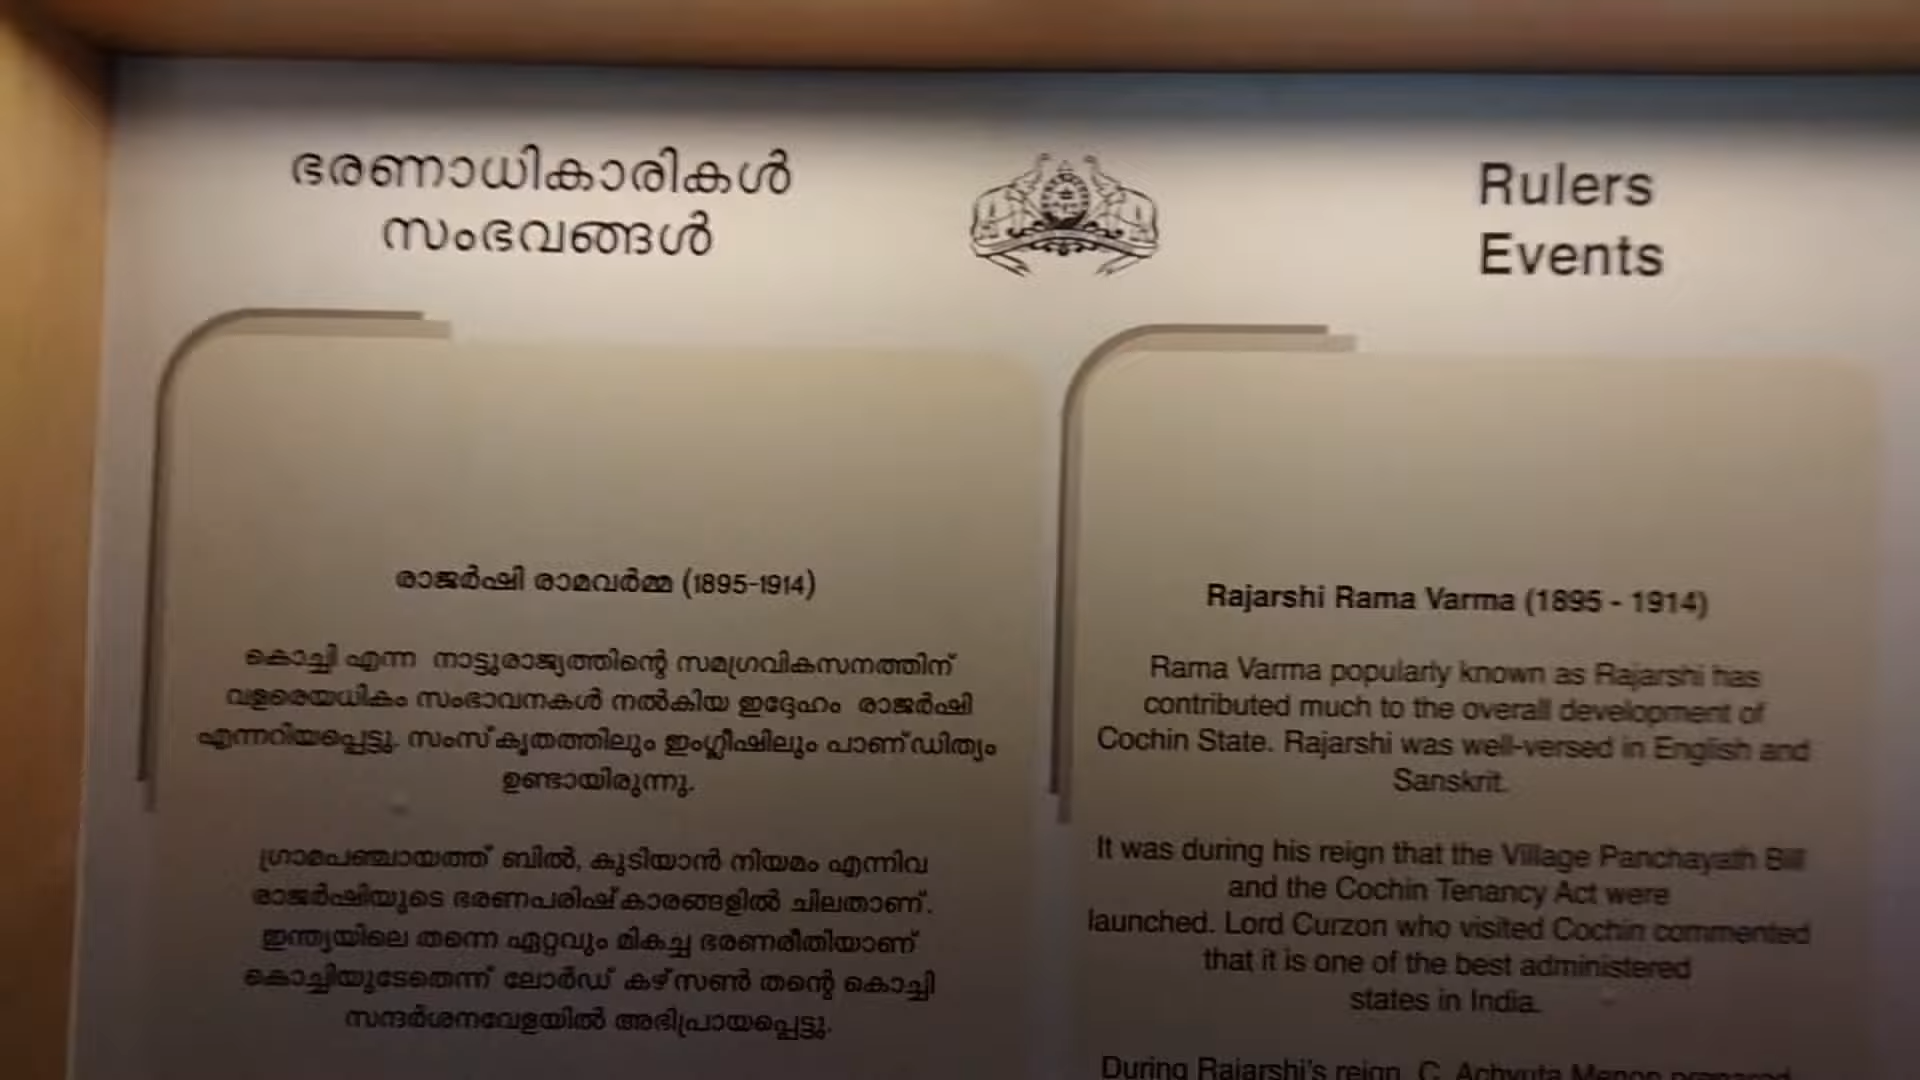 ഭരണാധികാരികൾ
സംഭവങ്ങൾ
രാജർഷി രാമവർമ്മ (1895-1914)
കൊച്ചി എന്ന നാട്ടുരാജ്യത്തിന്റെ സമഗ്രവികസനത്തിന്
വളരെയധികം സംഭാവനകൾ നൽകിയ ഇദ്ദേഹം രാജർഷി
എന്നറിയപ്പെട്ടു. സംസ്കൃതത്തിലും ഇംഗ്ലീഷിലും പാണ്ഡിത്യം
ഉണ്ടായിരുന്നു.
ഗ്രാമപഞ്ചായത്ത് ബിൽ, കുടിയാൻ നിയമം എന്നിവ
രാജർഷിയുടെ ഭരണപരിഷ്കാരങ്ങളിൽ ചിലതാണ്.
ഇന്ത്യയിലെ തന്നെ ഏറ്റവും മികച്ച ഭരണരീതിയാണ്
കൊച്ചിയുടേതെന്ന് ലോർഡ് കഴ്സൺ തന്റെ കൊച്ചി
സന്ദർശനവേളയിൽ അഭിപ്രായപ്പെട്ടു.
Rulers
Events
Rajarshi Rama Varma (1895 - 1914)
Rama Varma popularly known as Rajarshi has
contributed much to the overall development of
Cochin State. Rajarshi was well-versed in English and
Sanskrit.
It was during his reign that the Village Panchayath Bill
and the Cochin Tenancy Act were
launched. Lord Curzon who visited Cochin commented
that it is one of the best administered
states in India.
During Rajarshi's reign, C. Achyuta Menon prepared